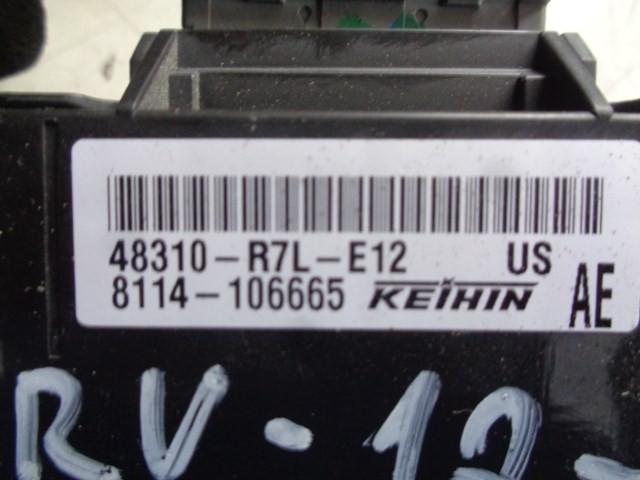 48310-R7L-E12 US
8114-106665 KEIHIN AE
RV-12-